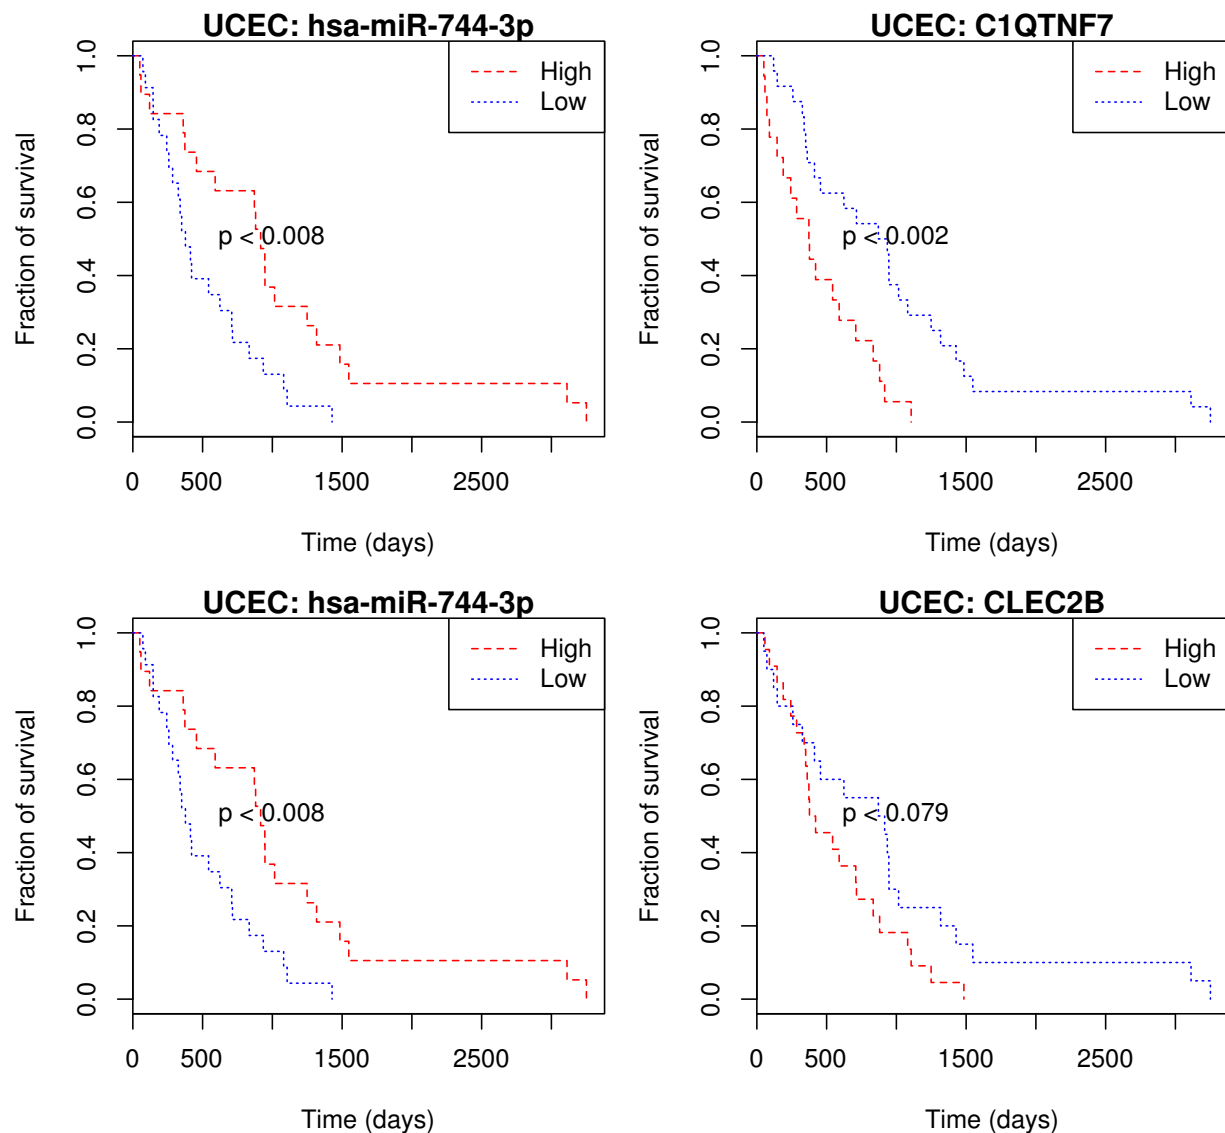 UCEC: hsa-miR-744-3p
High
Low
p < 0.008
Fraction of survival
0.0 0.2 0.4 0.6 0.8 1.0
0 500 1500 2500
Time (days)
UCEC: C1QTNF7
High
Low
p < 0.002
Fraction of survival
0.0 0.2 0.4 0.6 0.8 1.0
0 500 1500 2500
Time (days)
UCEC: hsa-miR-744-3p
High
Low
p < 0.008
Fraction of survival
0.0 0.2 0.4 0.6 0.8 1.0
0 500 1500 2500
Time (days)
UCEC: CLEC2B
High
Low
p < 0.079
Fraction of survival
0.0 0.2 0.4 0.6 0.8 1.0
0 500 1500 2500
Time (days)